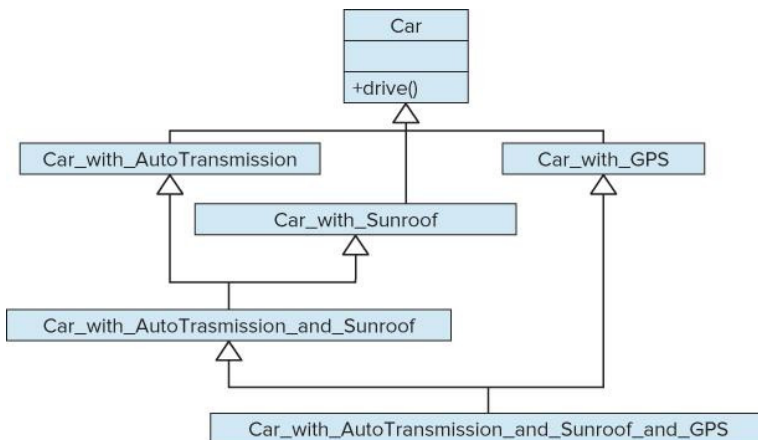 Car
+drive()
Car_with_AutoTransmission
Car_with_GPS
Car_with_Sunroof
Car_with_AutoTrasmission_and_Sunroof
Car_with_AutoTransmission_and_Sunroof_and_GPS